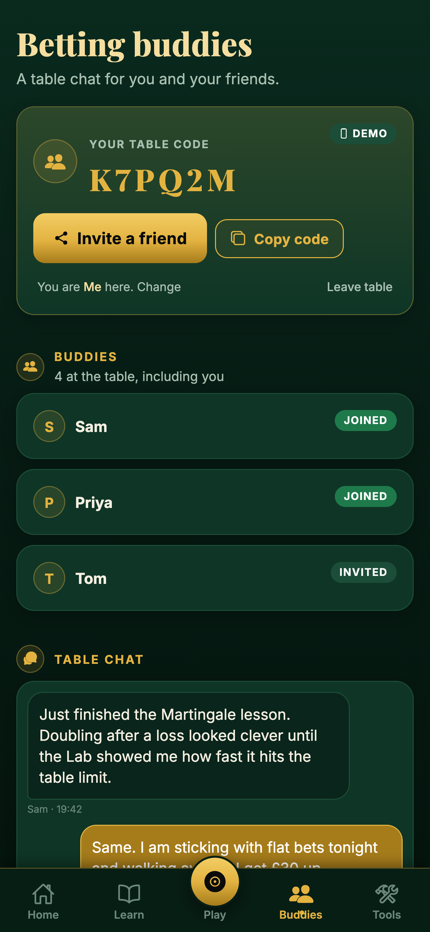 Betting buddies
A table chat for you and your friends.
DEMO
YOUR TABLE CODE
K7PQ2M
Invite a friend
Copy code
You are Me here. Change
Leave table
BUDDIES
4 at the table, including you
S
Sam
JOINED
P
Priya
JOINED
T
Tom
INVITED
TABLE CHAT
Just finished the Martingale lesson.
Doubling after a loss looked clever until
the Lab showed me how fast it hits the
table limit.
Sam · 19:42
Same. I am sticking with flat bets tonight
Home
Learn
Play
Buddies
Tools